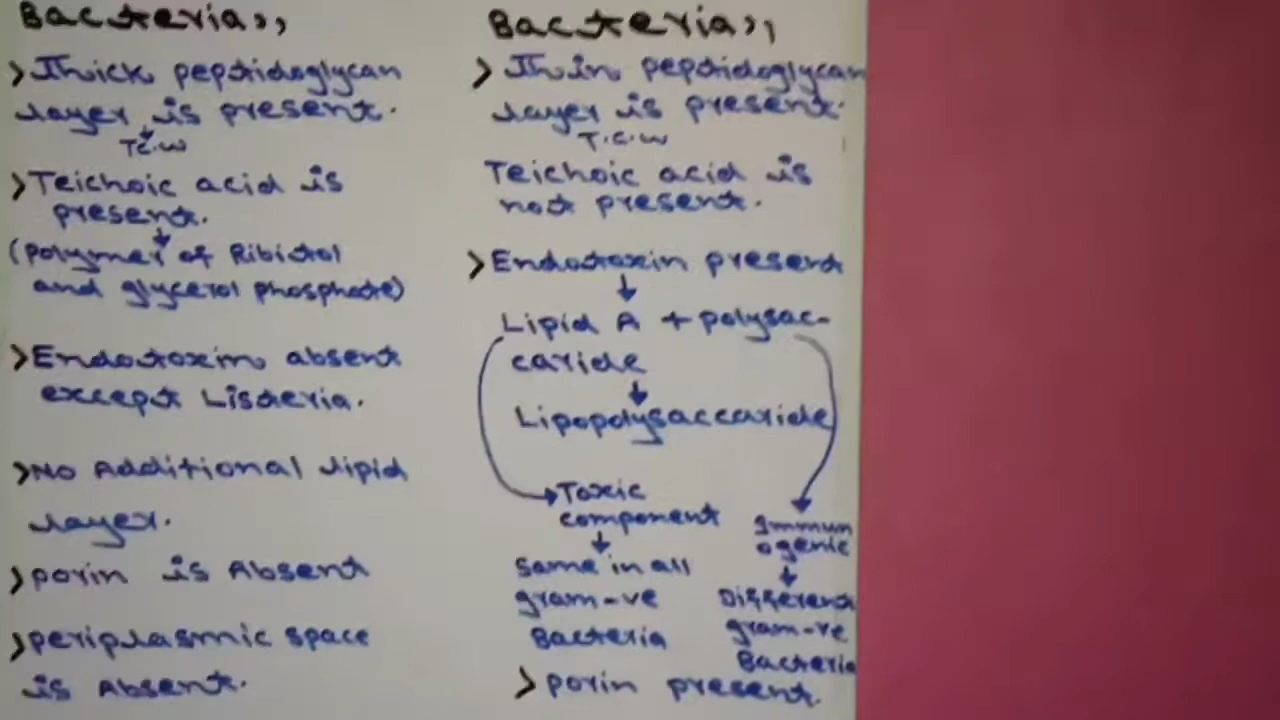 Bacteria:,
>Thick peptidoglycan
layer is present.
T.C.W
>Teichoic acid is
present.
(polymer of Ribitol
and glycerol phosphate)
>Endotoxin absent
except Listeria.
>No Additional lipid
layer.
>porin is Absent
>periplasmic space
is Absent.
Bacteria:,
>Thin peptidoglycan
layer is present.
T.C.W
Teichoic acid is
not present.
>Endotoxin present
Lipid A + polysac-
caride
Lipopolysaccaride
Toxic
component
same in all
gram-ve
Bacteria
Immun
ogenic
Different
gram-ve
Bacteria
>porin present.